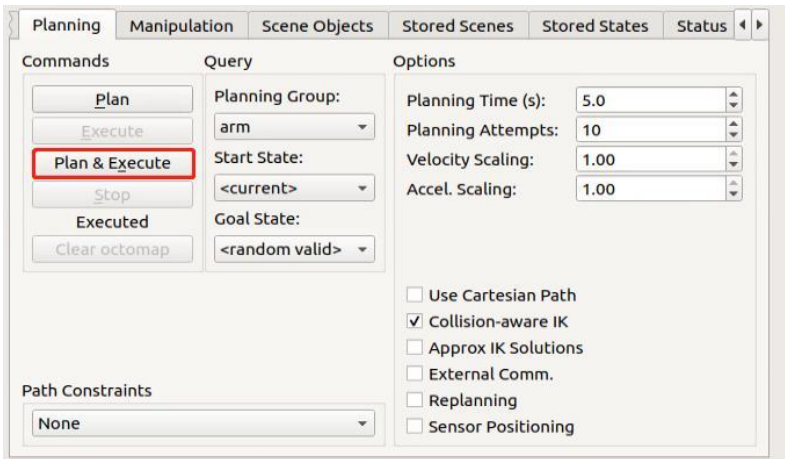 Planning
Manipulation
Scene Objects
Stored Scenes
Stored States
Status
Commands
Plan
Execute
Plan & Execute
Stop
Executed
Clear octomap
Query
Planning Group:
arm
Start State:
<current>
Goal State:
<random valid>
Options
Planning Time (s): 5.0
Planning Attempts: 10
Velocity Scaling: 1.00
Accel. Scaling: 1.00
Use Cartesian Path
Collision-aware IK
Approx IK Solutions
External Comm.
Replanning
Sensor Positioning
Path Constraints
None